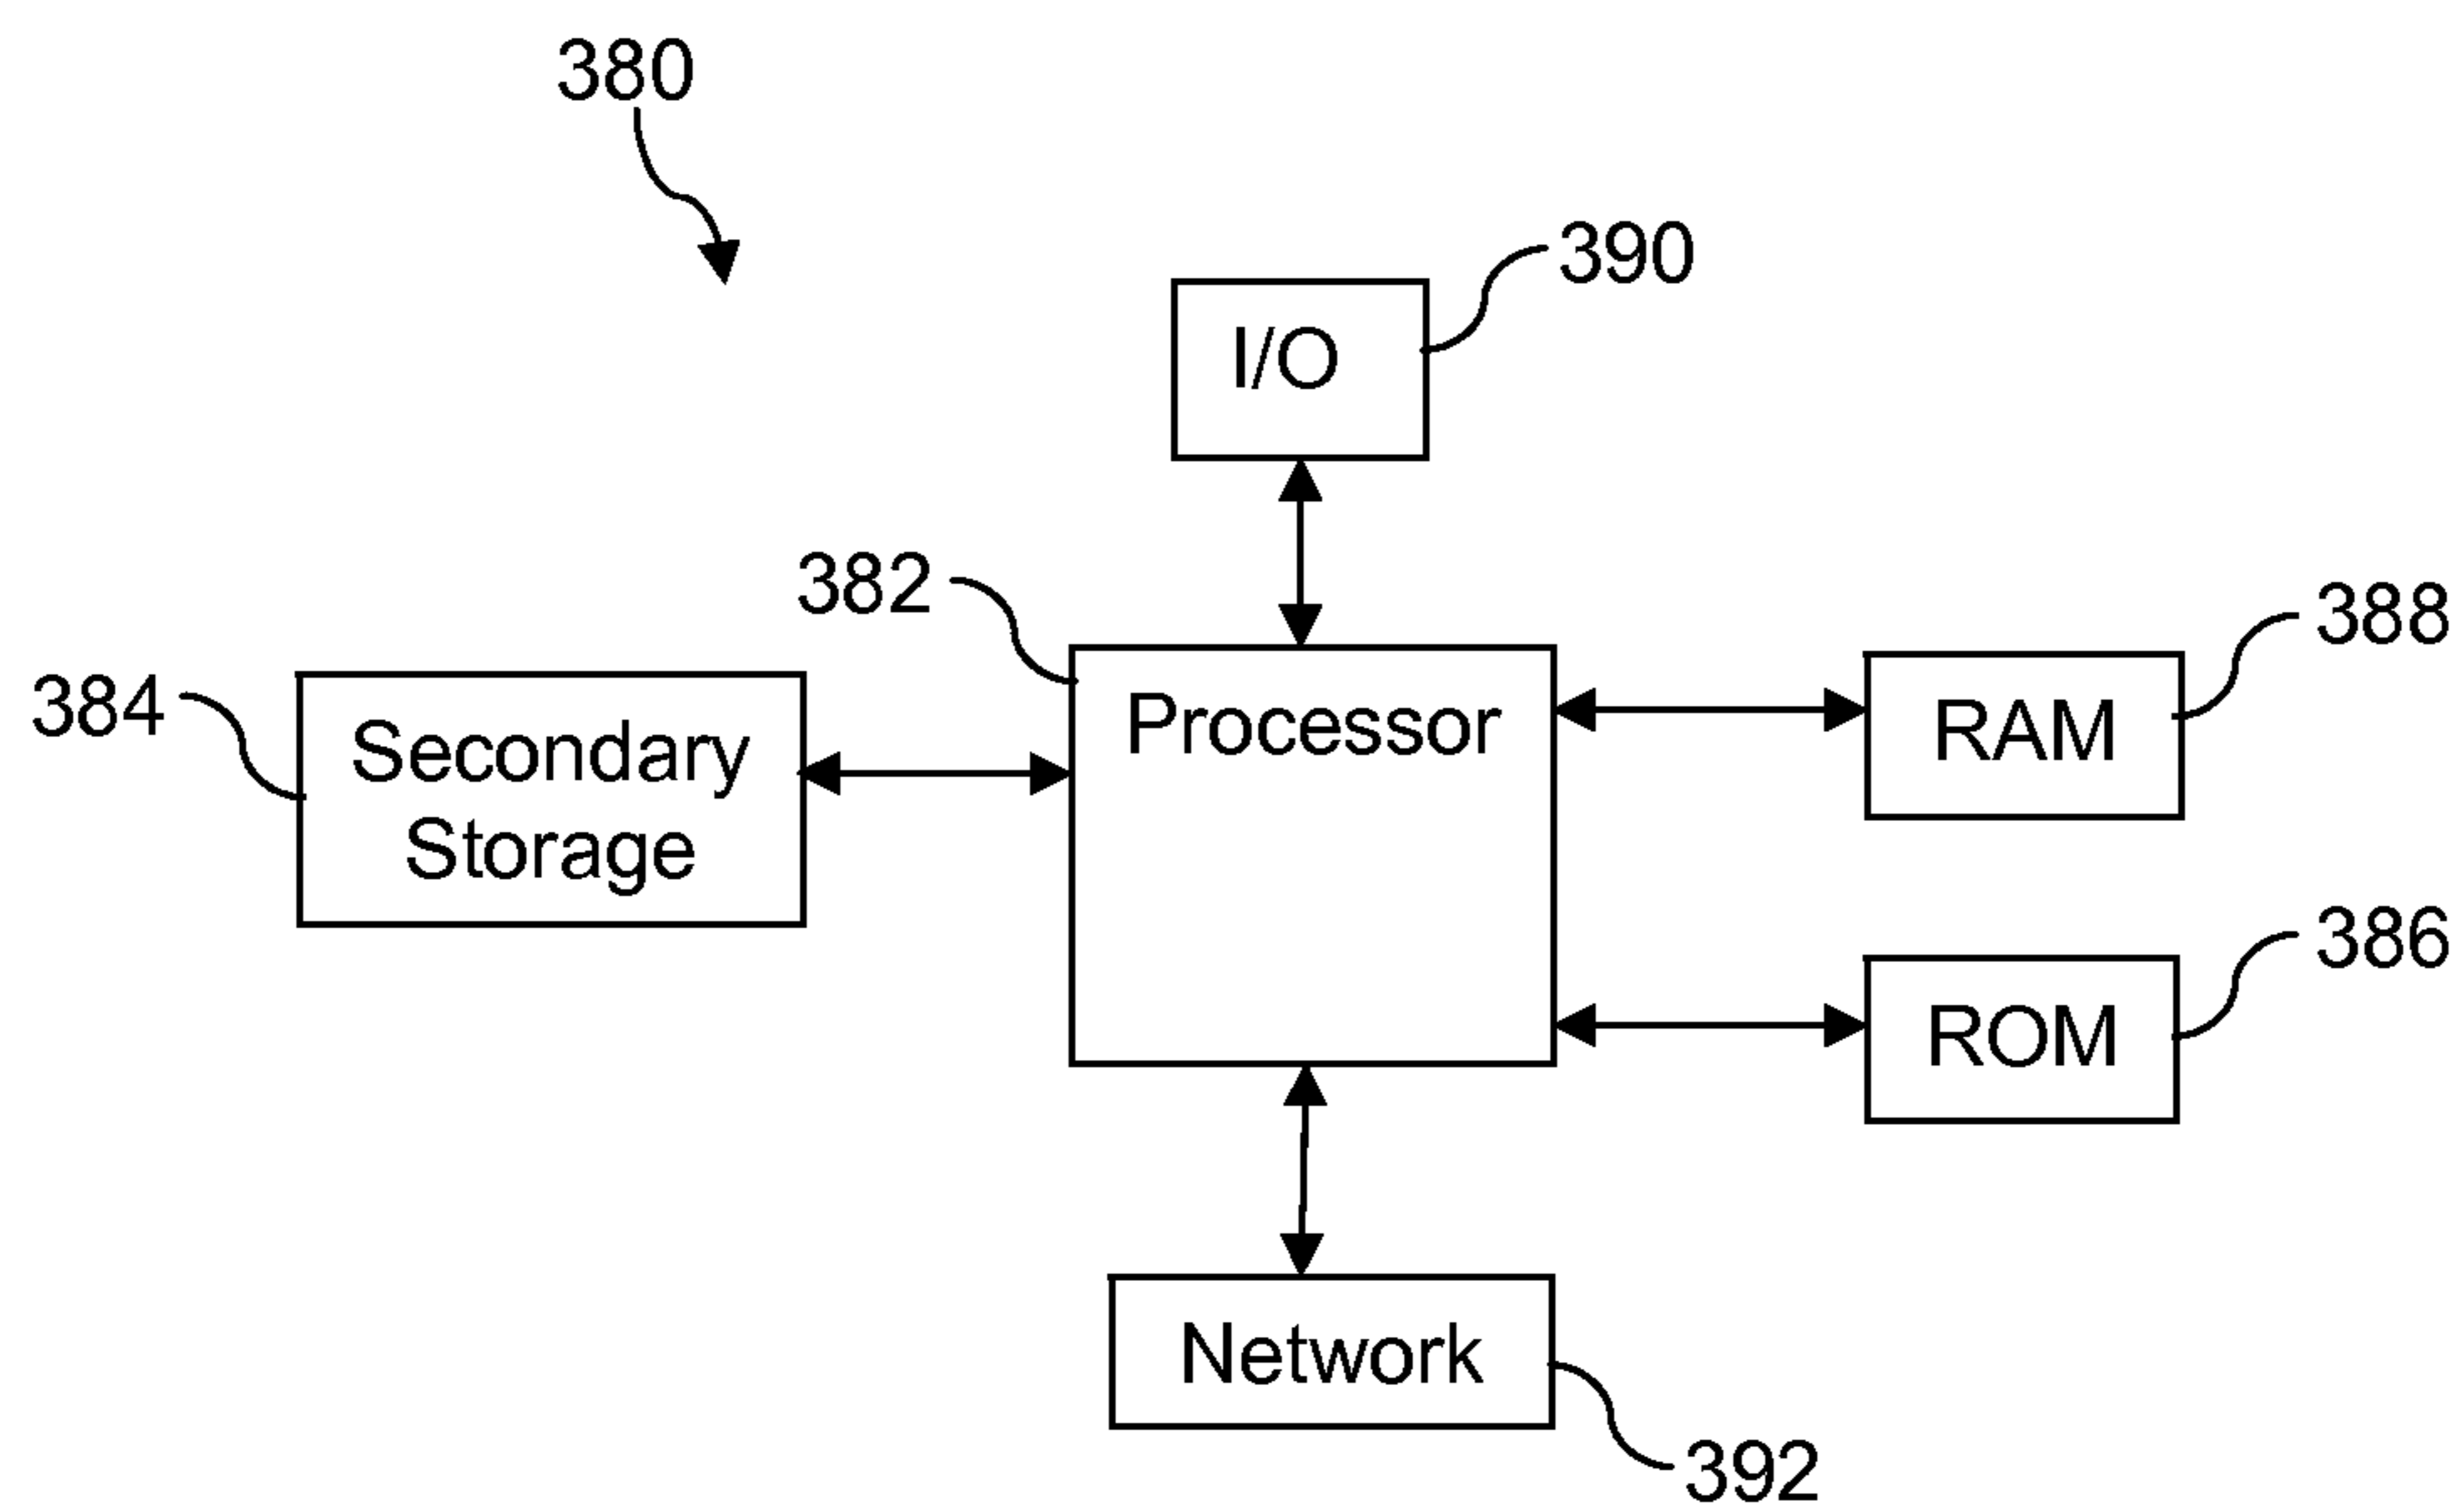 380
390
I/O
382
388
384
Secondary
Storage
Processor
RAM
386
ROM
Network
392